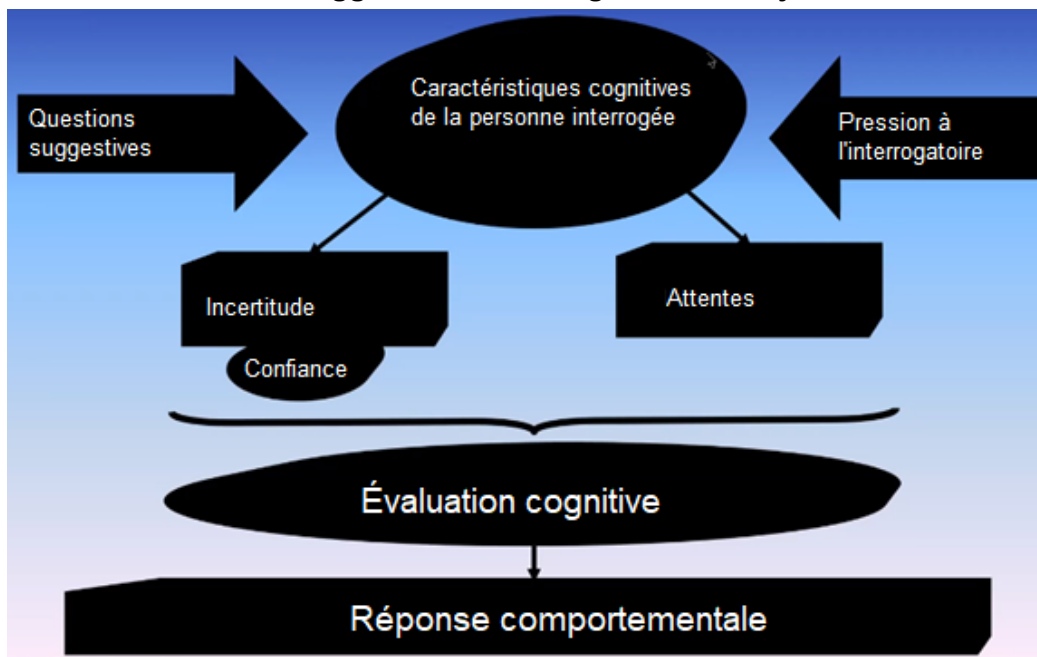 Questions
suggestives
Caractéristiques cognitives
de la personne interrogée
Pression à
l'interrogatoire
Incertitude
Attentes
Confiance
Évaluation cognitive
Réponse comportementale